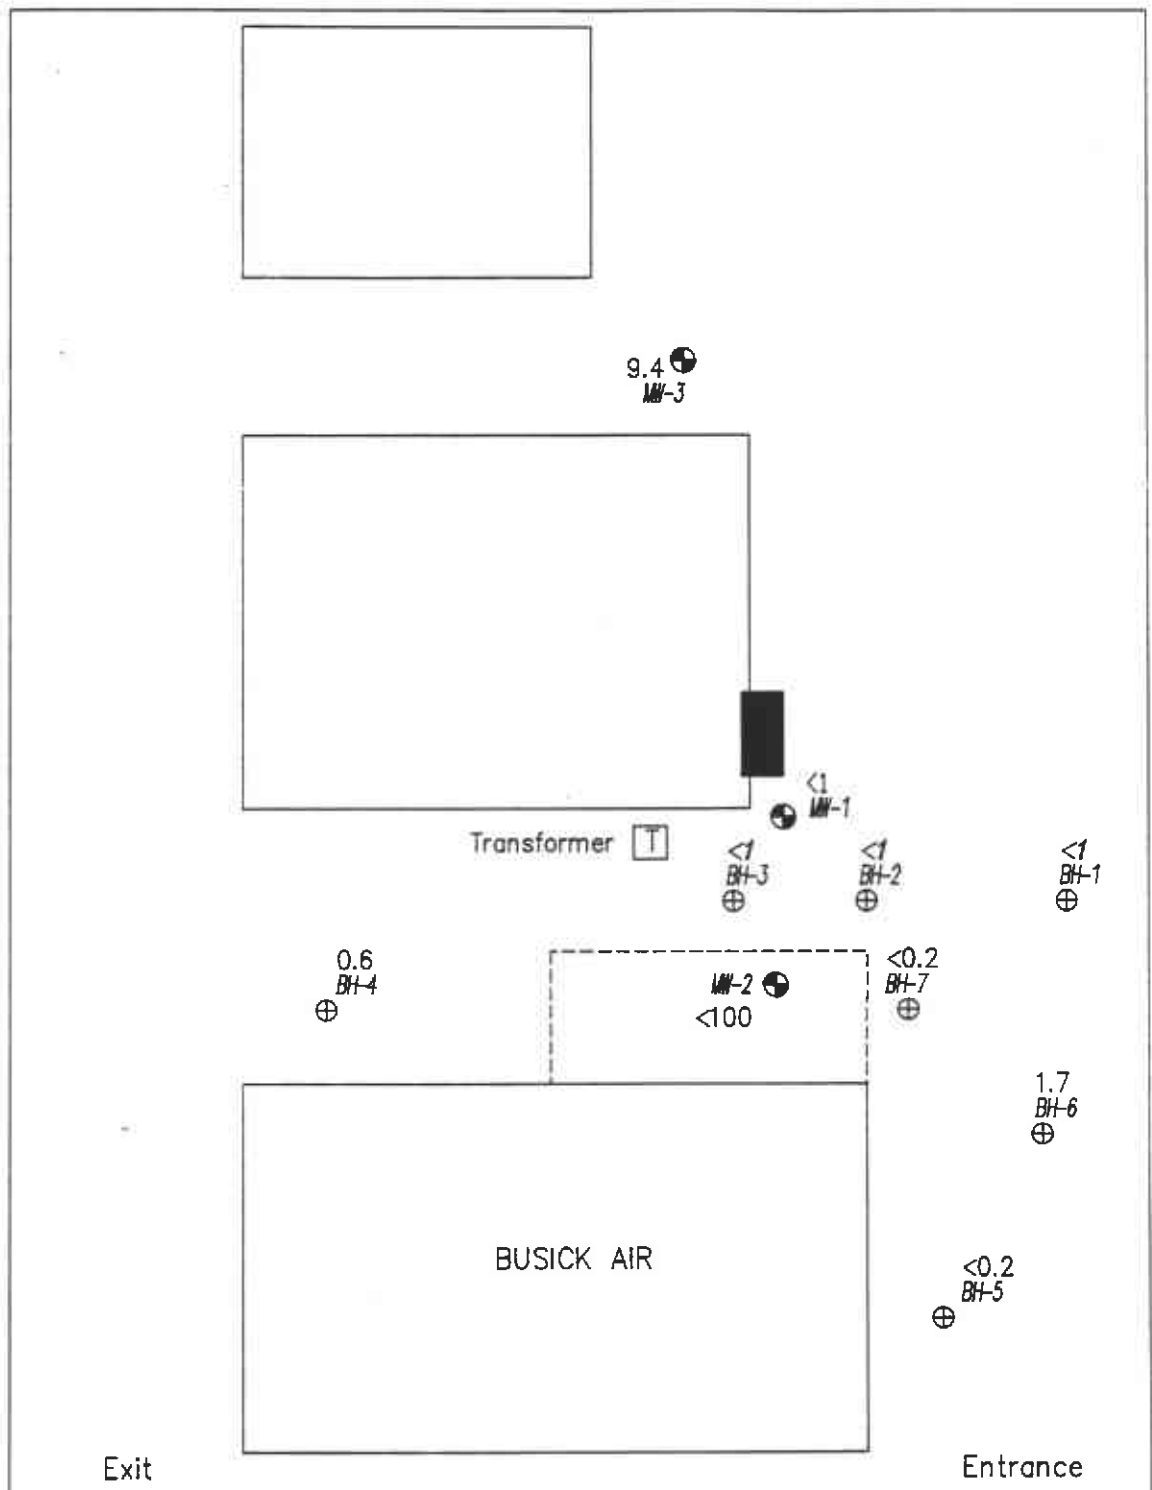 9.4
MW-3
<1
MW-1
Transformer T
<1
BH-3
<1
BH-2
<1
BH-1
0.6
BH-4
MW-2
<100
<0.2
BH-7
1.7
BH-6
BUSICK AIR
<0.2
BH-5
Exit
Entrance